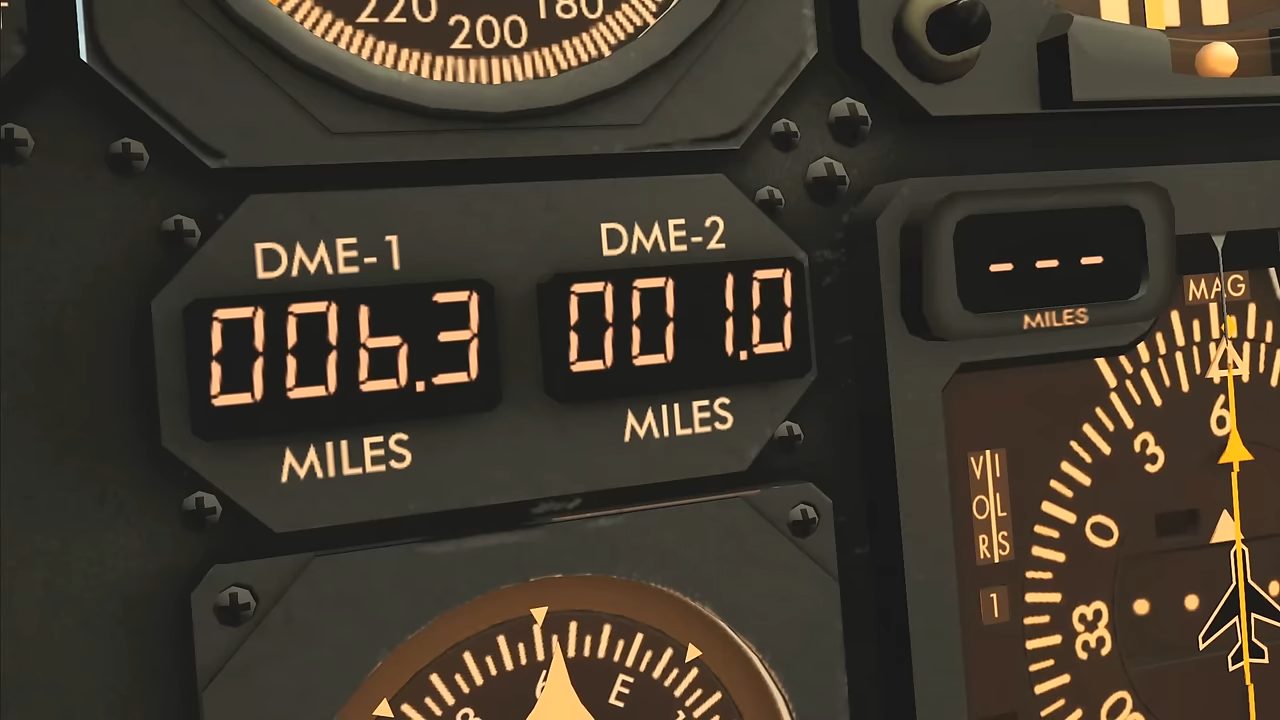 220 200 180
DME-1
DME-2
006.3
001.0
MILES
MILES
---
MILES
MAG
6
3
0
33
V I
O L
R S
1
6
E